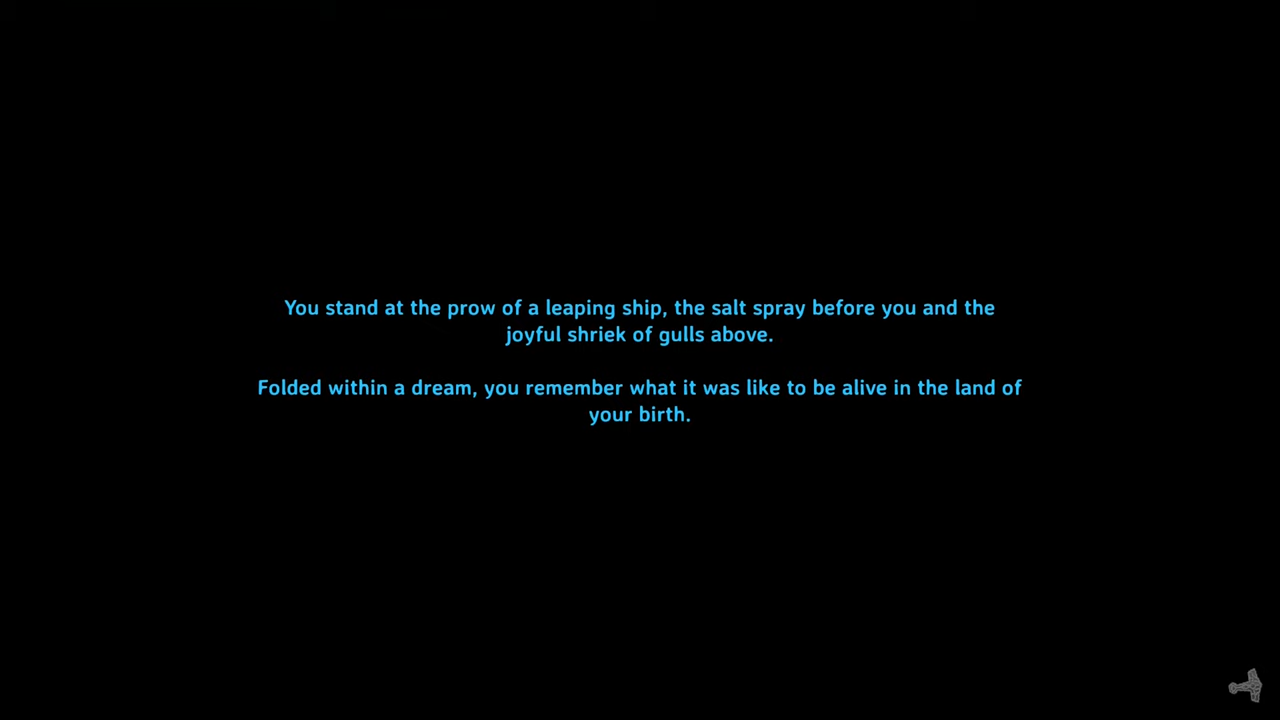 You stand at the prow of a leaping ship, the salt spray before you and the
joyful shriek of gulls above.
Folded within a dream, you remember what it was like to be alive in the land of
your birth.